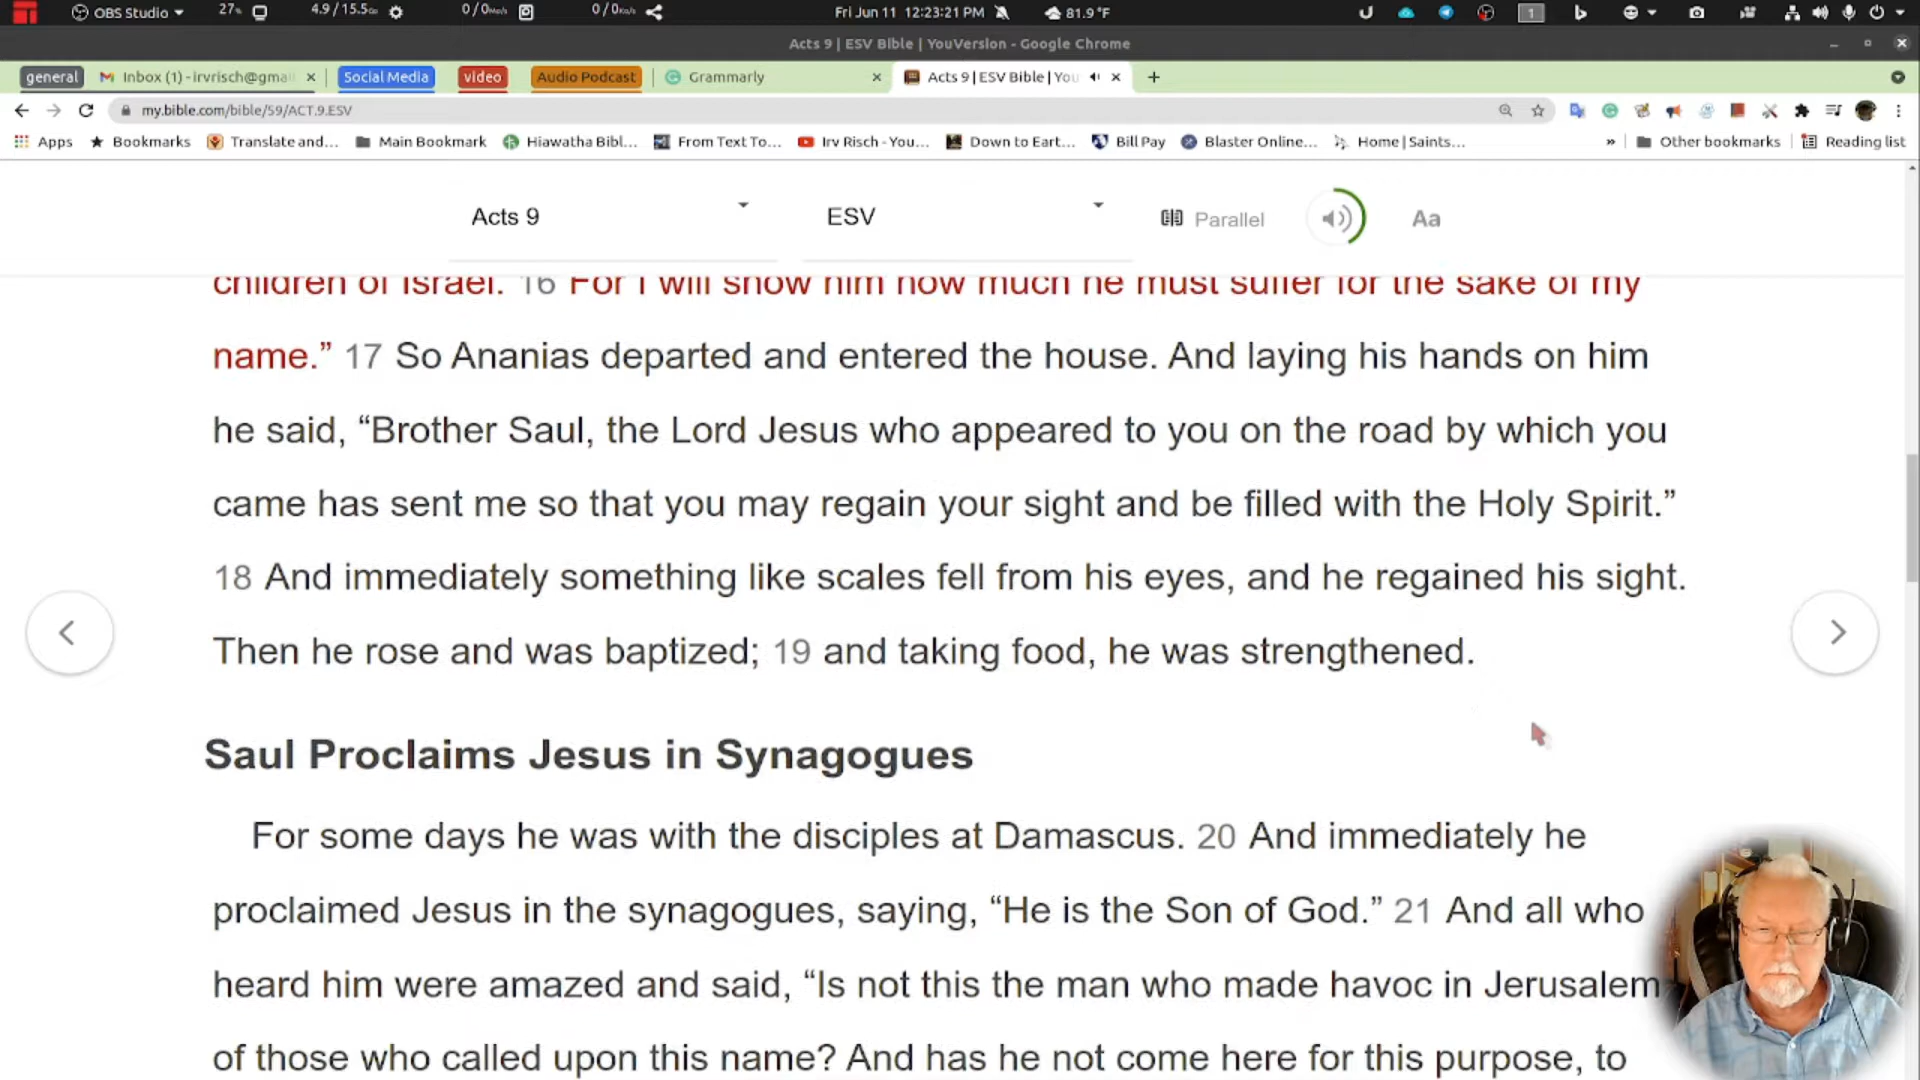 OBS Studio 27% 4.9 / 15.5 0 / 0 0 / 0 Fri Jun 11 12:23:21 PM 81.9 °F 1
Acts 9 | ESV Bible | YouVersion - Google Chrome
general Inbox (1) - irvrisch@gmai Social Media video Audio Podcast Grammarly Acts 9 | ESV Bible | You
my.bible.com/bible/59/ACT.9.ESV
Apps Bookmarks Translate and... Main Bookmark Hiawatha Bibl... From Text To... Irv Risch - You... Down to Eart... Bill Pay Blaster Online... Home | Saints... » Other bookmarks Reading list
Acts 9 ESV Parallel Aa
children of Israel. 16 For I will show him how much he must suffer for the sake of my
name.” 17 So Ananias departed and entered the house. And laying his hands on him
he said, “Brother Saul, the Lord Jesus who appeared to you on the road by which you
came has sent me so that you may regain your sight and be filled with the Holy Spirit.”
18 And immediately something like scales fell from his eyes, and he regained his sight.
Then he rose and was baptized; 19 and taking food, he was strengthened.
Saul Proclaims Jesus in Synagogues
For some days he was with the disciples at Damascus. 20 And immediately he
proclaimed Jesus in the synagogues, saying, “He is the Son of God.” 21 And all who
heard him were amazed and said, “Is not this the man who made havoc in Jerusalem
of those who called upon this name? And has he not come here for this purpose, to